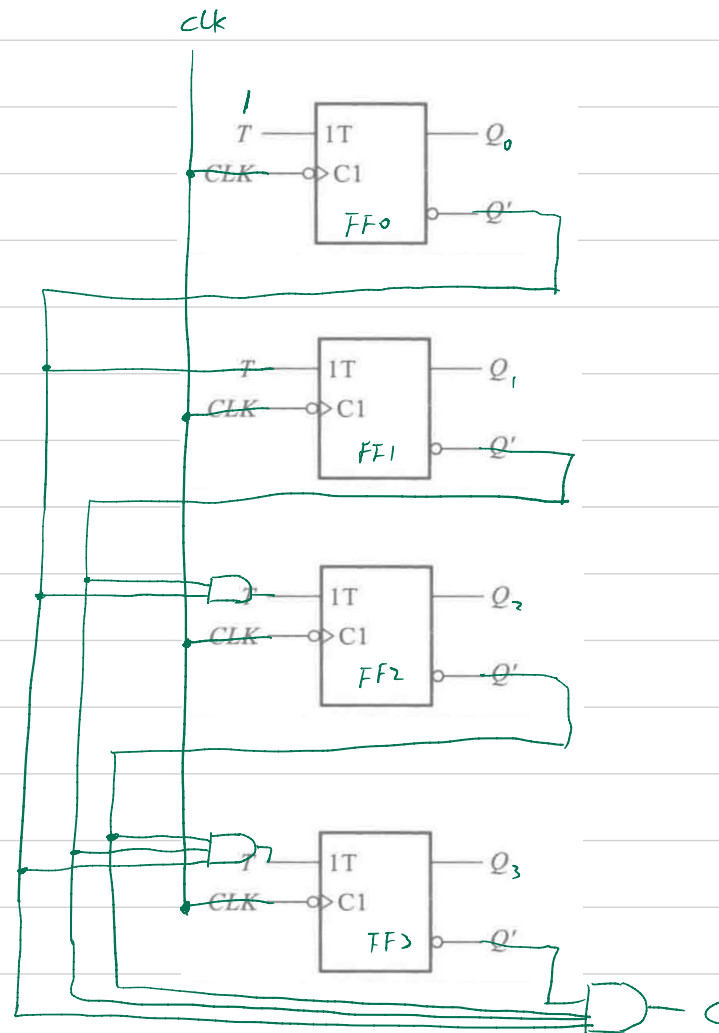 clk
1
T 1T Q0
CLK C1
FF0 Q'
T 1T Q1
CLK C1
FF1 Q'
T 1T Q2
CLK C1
FF2 Q'
T 1T Q3
CLK C1
FF3 Q'